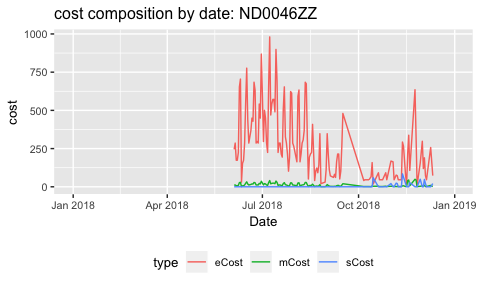 cost composition by date: ND0046ZZ
1000
750
500
250
0
cost
Jan 2018 Apr 2018 Jul 2018 Oct 2018 Jan 2019
Date
type eCost mCost sCost